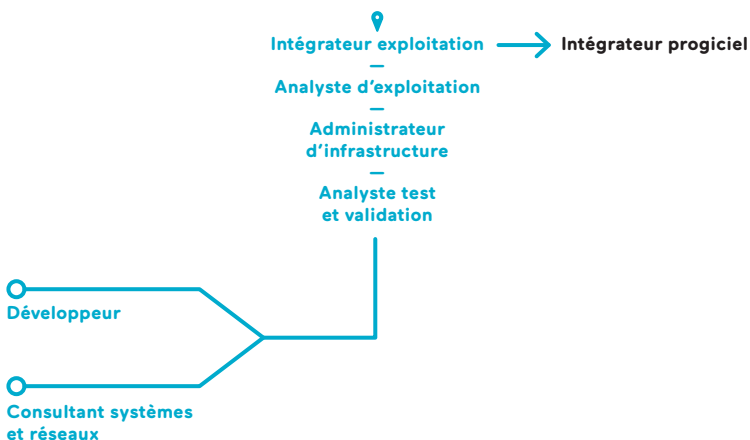 Intégrateur exploitation
Intégrateur progiciel
Analyste d'exploitation
Administrateur
d'infrastructure
Analyste test
et validation
Développeur
Consultant systèmes
et réseaux